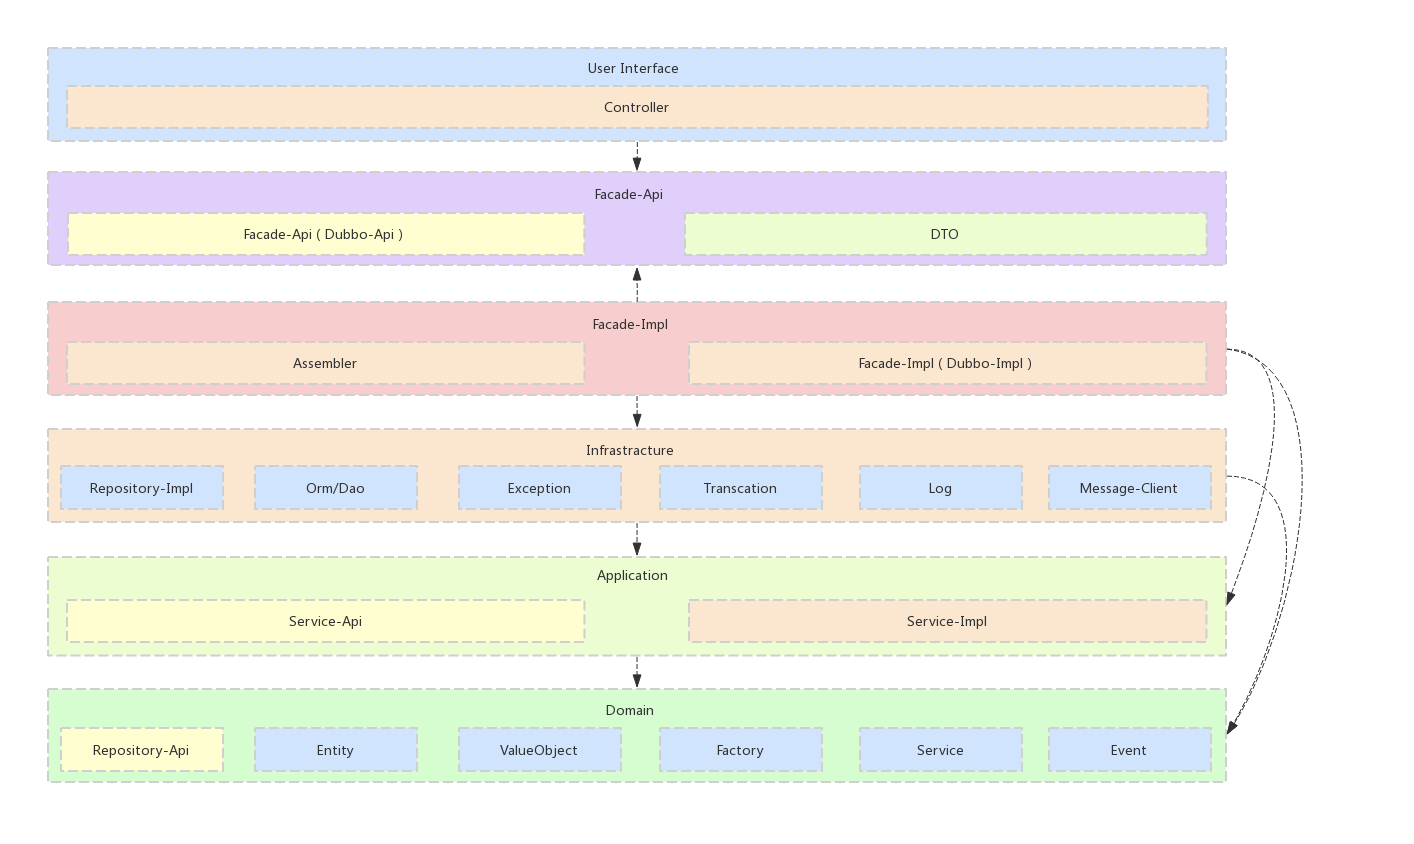 User Interface
Controller
Facade-Api
Facade-Api ( Dubbo-Api )
DTO
Facade-Impl
Assembler
Facade-Impl ( Dubbo-Impl )
Infrastracture
Repository-Impl
Orm/Dao
Exception
Transcation
Log
Message-Client
Application
Service-Api
Service-Impl
Domain
Repository-Api
Entity
ValueObject
Factory
Service
Event